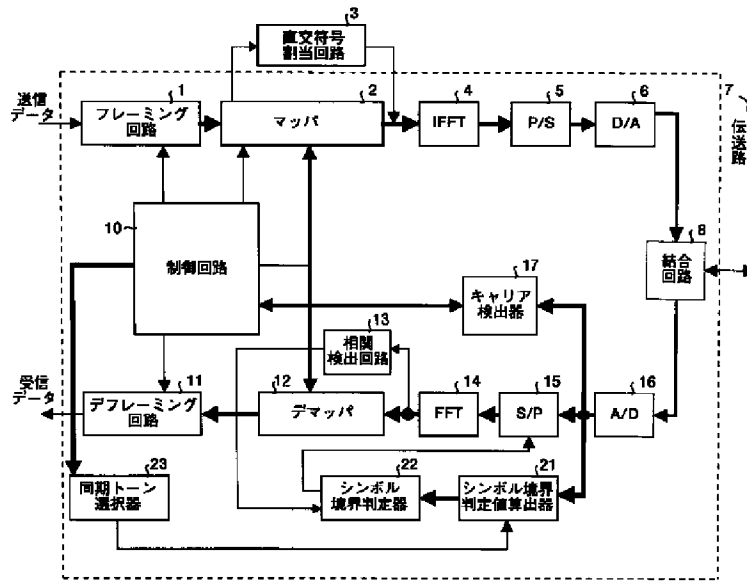 3
直交符号
割当回路
送信
データ
1
フレーミング
回路
2
マッパ
4
IFFT
5
P/S
6
D/A
7
伝送路
8
結合
回路
10
制御回路
17
キャリア
検出器
13
相関
検出回路
受信
データ
11
デフレーミング
回路
12
デマッパ
14
FFT
15
S/P
16
A/D
23
同期トーン
選択器
22
シンボル
境界判定器
21
シンボル境界
判定値算出器